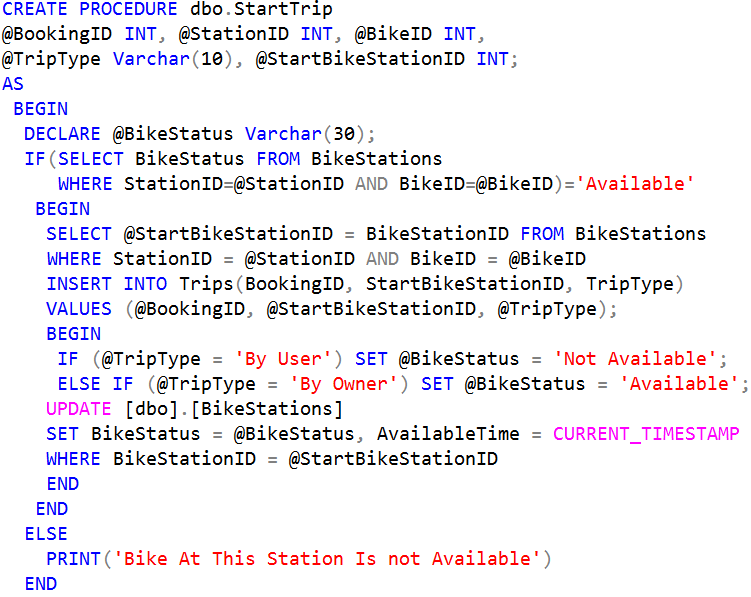 CREATE PROCEDURE dbo.StartTrip
@BookingID INT, @StationID INT, @BikeID INT,
@TripType Varchar(10), @StartBikeStationID INT;
AS
BEGIN
DECLARE @BikeStatus Varchar(30);
IF(SELECT BikeStatus FROM BikeStations
WHERE StationID=@StationID AND BikeID=@BikeID)='Available'
BEGIN
SELECT @StartBikeStationID = BikeStationID FROM BikeStations
WHERE StationID = @StationID AND BikeID = @BikeID
INSERT INTO Trips(BookingID, StartBikeStationID, TripType)
VALUES (@BookingID, @StartBikeStationID, @TripType);
BEGIN
IF (@TripType = 'By User') SET @BikeStatus = 'Not Available';
ELSE IF (@TripType = 'By Owner') SET @BikeStatus = 'Available';
UPDATE [dbo].[BikeStations]
SET BikeStatus = @BikeStatus, AvailableTime = CURRENT_TIMESTAMP
WHERE BikeStationID = @StartBikeStationID
END
END
ELSE
PRINT('Bike At This Station Is not Available')
END